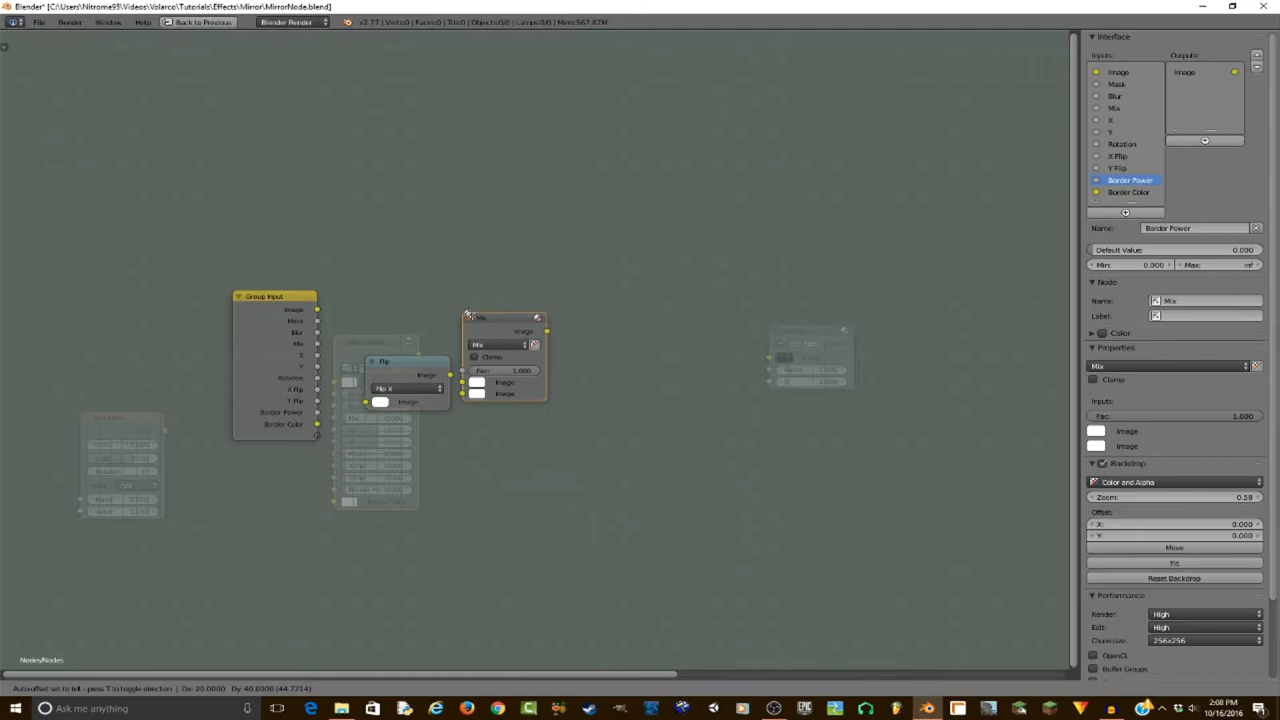 Blender* [C:\Users\Nitrome95\Videos\Volarco\Tutorials\Effects\Mirror\MirrorNode.blend]
File Render Window Help Back to Previous Blender Render v2.77 | Verts:0 | Faces:0 | Tris:0 | Objects:0/0 | Lamps:0/0 | Mem:567.87M
Interface
Inputs: Outputs:
Image Image
Mask
Blur
Mix
X
Y
Rotation
X Flip
Y Flip
Border Power
Border Color
Name: Border Power
Default Value: 0.000
Min: 0.000 Max: inf
Node
Name: Mix
Label:
Color
Properties
Mix
Clamp
Inputs:
Fac: 1.000
Image
Image
Backdrop
Color and Alpha
Zoom: 0.58
Offset:
X: 0.000
Y: 0.000
Move
Fit
Reset Backdrop
Performance
Render: High
Edit: High
Chunksize: 256x256
OpenCL
Buffer Groups
Group Input
Image
Mask
Blur
Mix
X
Y
Rotation
X Flip
Y Flip
Border Power
Border Color
Flip
Image
Flip X
Image
Mix
Image
Mix
Clamp
Fac: 1.000
Image
Image
Nodes/Nodes
Auto-offset set to left - press T to toggle direction | Dx: 20.0000 Dy: 40.0000 (44.7214)
Ask me anything
2:08 PM
10/16/2016